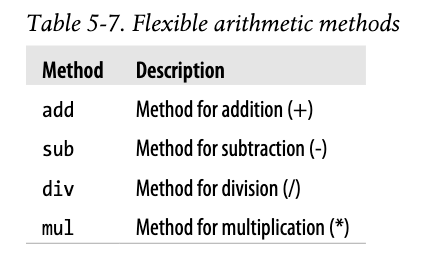 Table 5-7. Flexible arithmetic methods
Method Description
add Method for addition (+)
sub Method for subtraction (-)
div Method for division (/)
mul Method for multiplication (*)